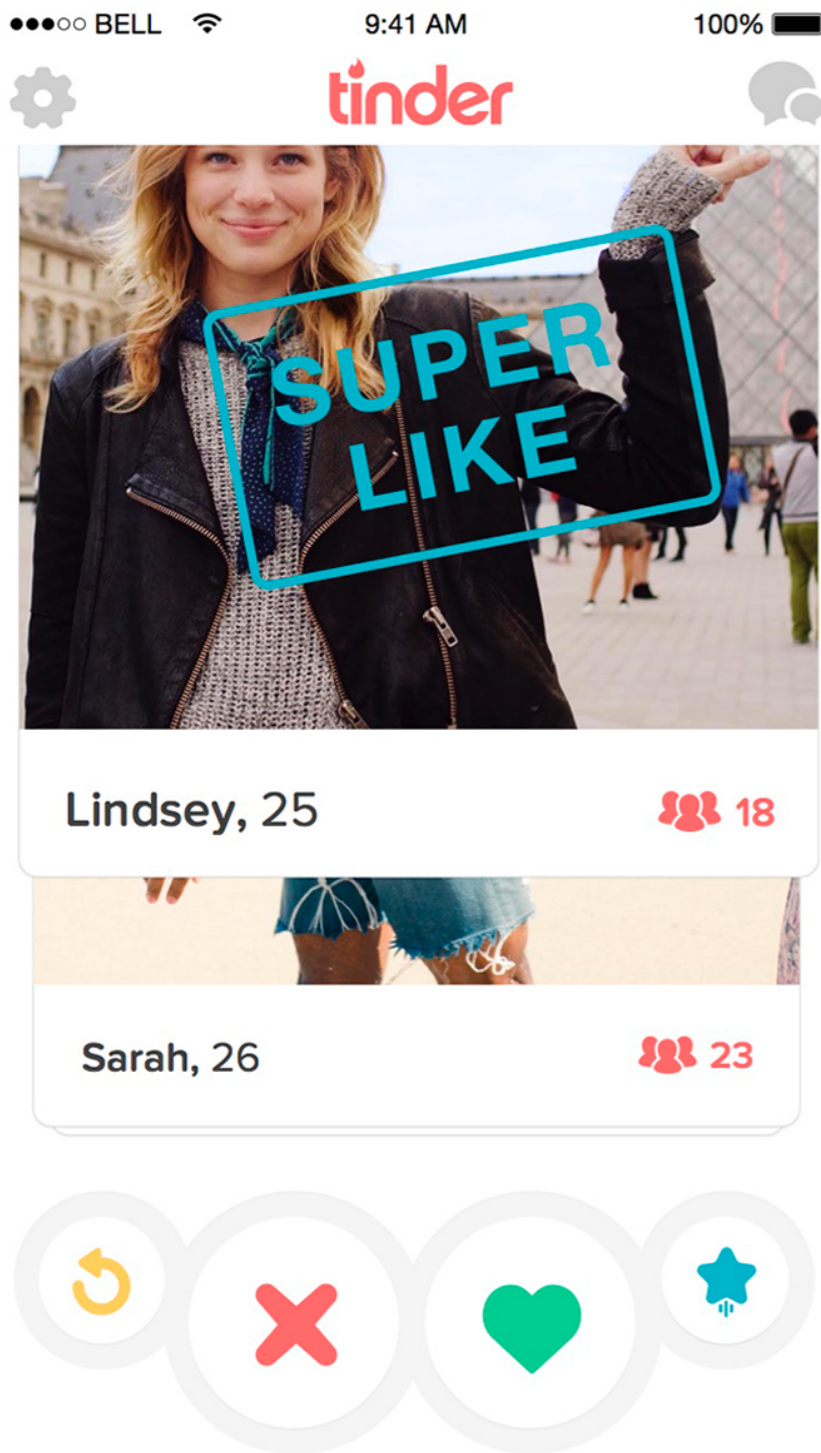 BELL 9:41 AM 100%
tinder
SUPER
LIKE
Lindsey, 25 18
Sarah, 26 23